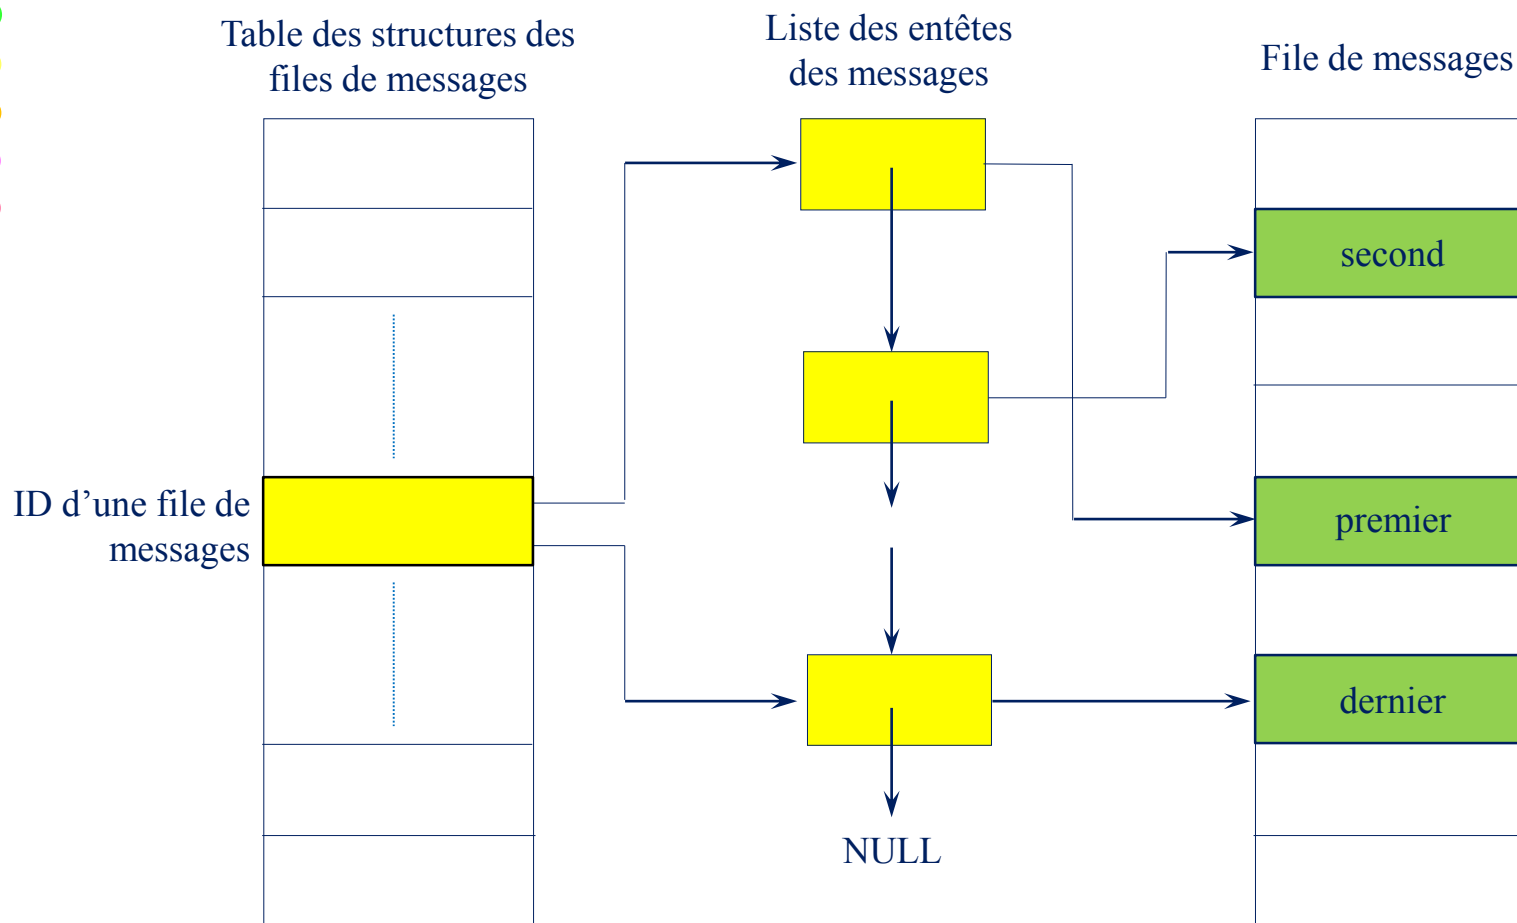 Table des structures des
files de messages
Liste des entêtes
des messages
File de messages
second
ID d’une file de
messages
premier
dernier
NULL